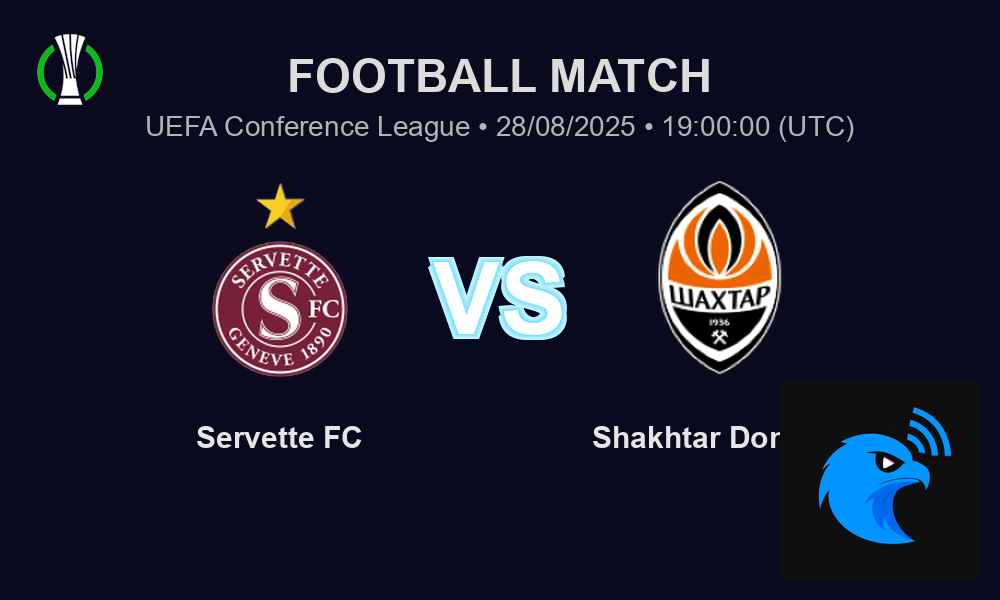 FOOTBALL MATCH
UEFA Conference League • 28/08/2025 • 19:00:00 (UTC)
SERVETTE
S
FC
GENEVE 1890
VS
ШАХТАР
1936
Servette FC
Shakhtar Don